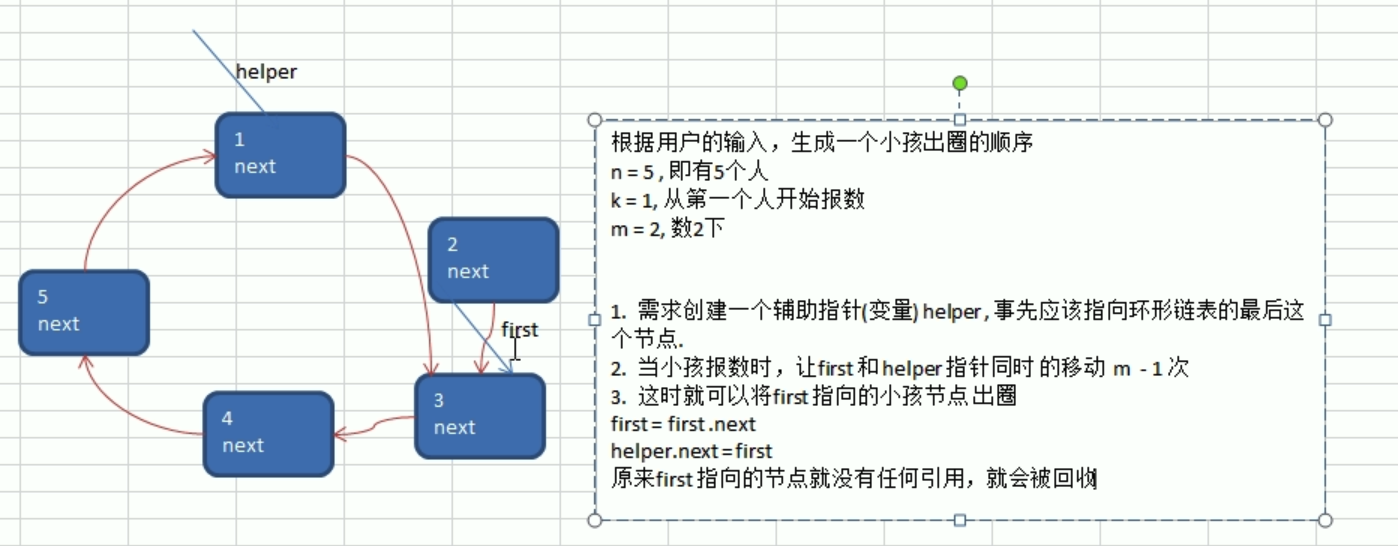 helper
1
next
2
next
first
5
next
3
next
4
next
根据用户的输入，生成一个小孩出圈的顺序
n = 5 , 即有5个人
k = 1, 从第一个人开始报数
m = 2, 数2下
1. 需求创建一个辅助指针(变量) helper , 事先应该指向环形链表的最后这
个节点.
2. 当小孩报数时，让first 和 helper 指针同时 的移动 m - 1 次
3. 这时就可以将first 指向的小孩节点 出圈
first = first .next
helper.next = first
原来first 指向的节点就没有任何引用，就会被回收